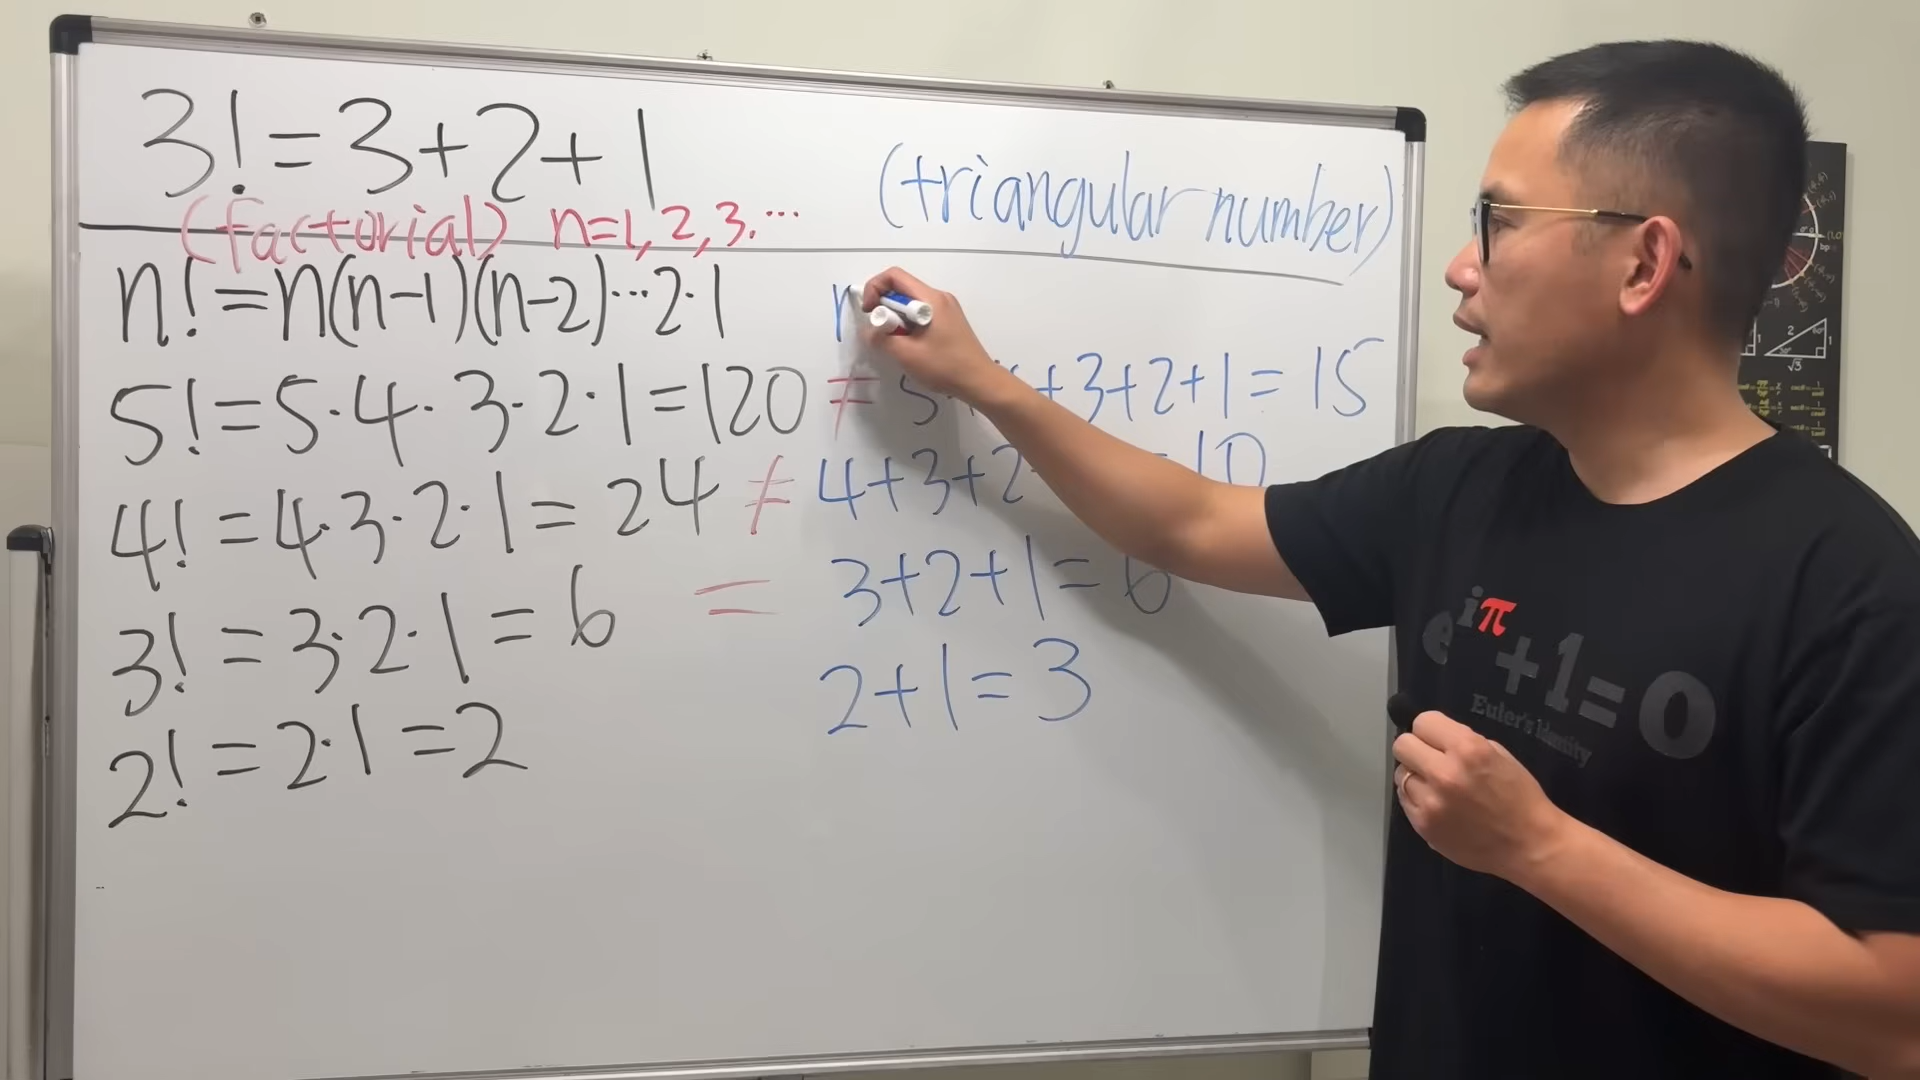 3! = 3+2+1
(factorial) n=1, 2, 3. ...
(triangular number)
n! = n(n-1)(n-2)...2·1
n
5! = 5·4·3·2·1 = 120 ≠ 5 + 3+2+1 = 15
4! = 4·3·2·1 = 24 ≠ 4+3+2 = 10
3! = 3·2·1 = 6 = 3+2+1 = 6
2! = 2·1 = 2
2+1 = 3
e^iπ+1=0
Euler's Identity